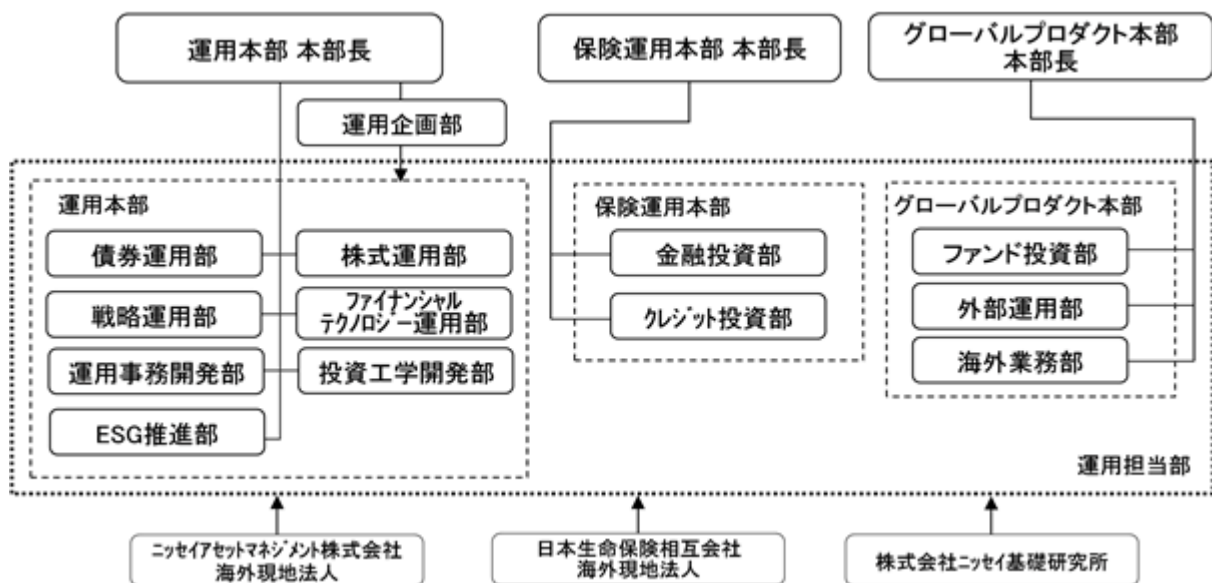 運用本部 本部長
保険運用本部 本部長
グローバルプロダクト本部
本部長
運用企画部
運用本部
債券運用部
株式運用部
戦略運用部
ファイナンシャル
テクノロジー運用部
運用事務開発部
投資工学開発部
ESG推進部
保険運用本部
金融投資部
クレジット投資部
グローバルプロダクト本部
ファンド投資部
外部運用部
海外業務部
運用担当部
ニッセイアセットマネジメント株式会社
海外現地法人
日本生命保険相互会社
海外現地法人
株式会社ニッセイ基礎研究所